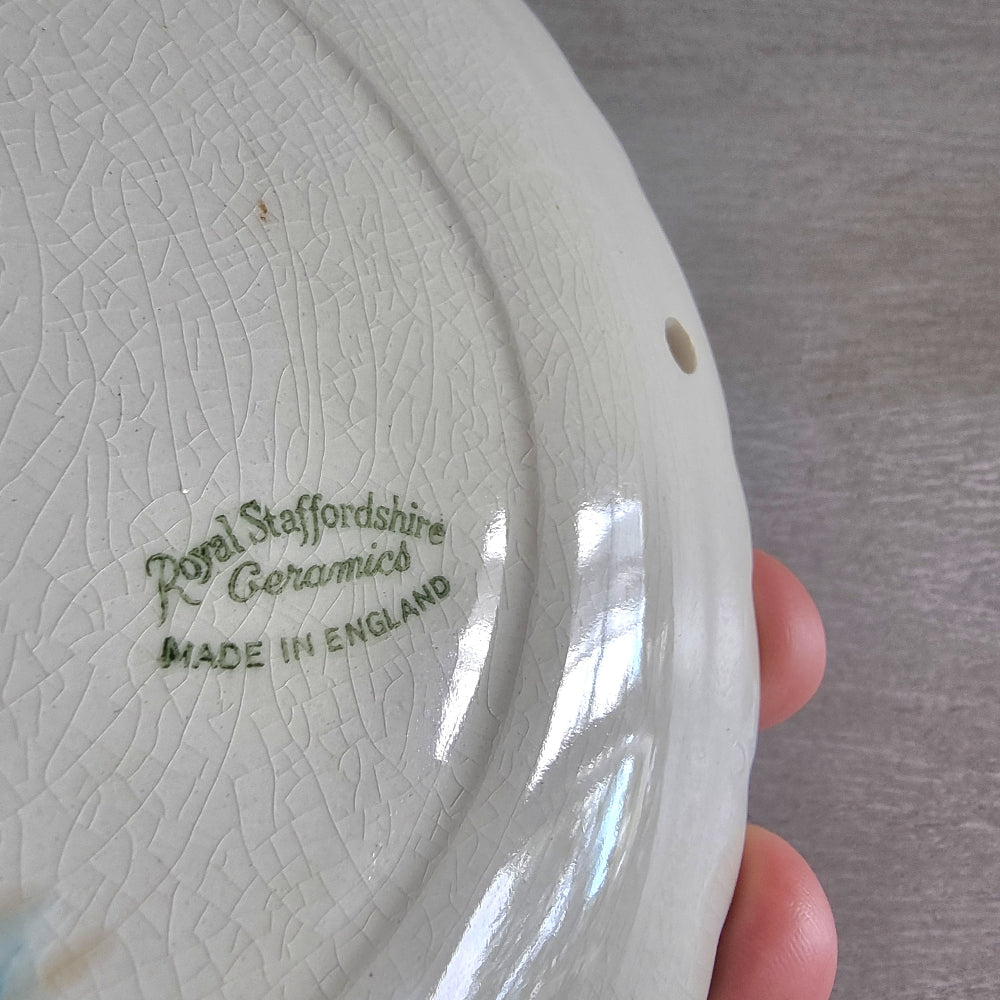 Royal Staffordshire
Ceramics
MADE IN ENGLAND